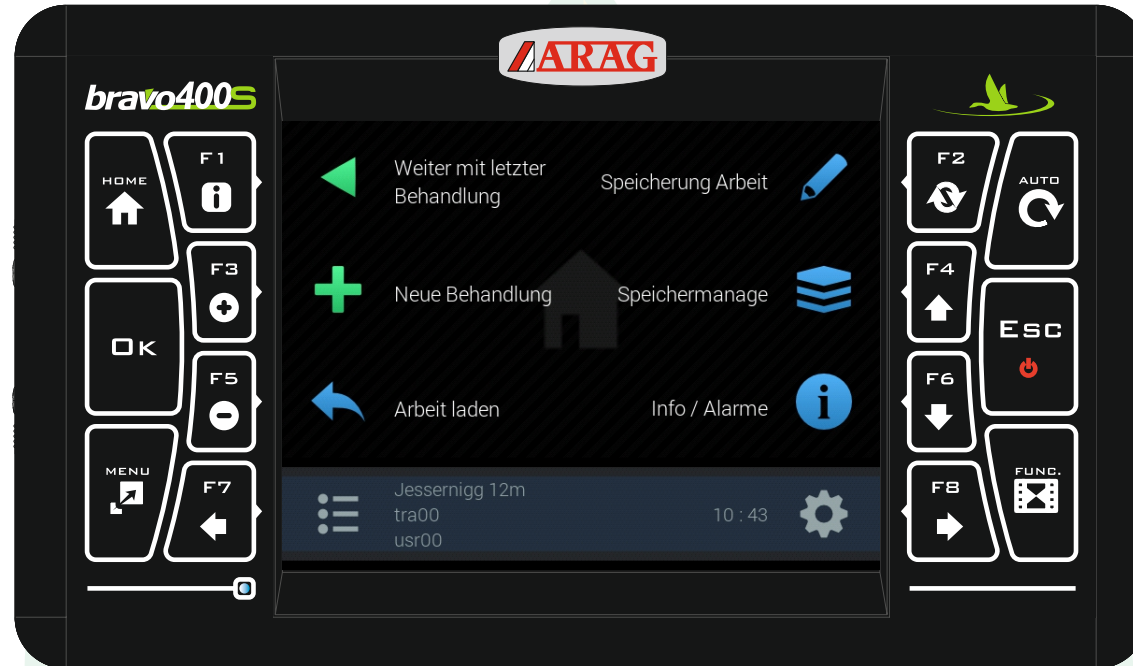 ARAG
bravo400S
HOME
F1
F3
OK
F5
MENU
F7
Weiter mit letzter
Behandlung
Speicherung Arbeit
Neue Behandlung
Speichermanage
Arbeit laden
Info / Alarme
Jessernigg 12m
tra00
usr00
10 : 43
F2
AUTO
F4
ESC
F6
FUNC.
F8